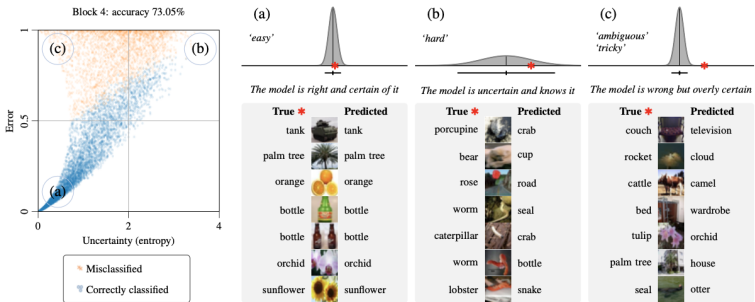 Block 4: accuracy 73.05%
Error
1
0.5
0
(c)
(b)
(a)
0
2
4
Uncertainty (entropy)
Misclassified
Correctly classified
(a)
‘easy’
The model is right and certain of it
True * Predicted
tank tank
palm tree palm tree
orange orange
bottle bottle
bottle bottle
orchid orchid
sunflower sunflower
(b)
‘hard’
The model is uncertain and knows it
True * Predicted
porcupine crab
bear cup
rose road
worm seal
caterpillar crab
worm bottle
lobster snake
(c)
‘ambiguous’
‘tricky’
The model is wrong but overly certain
True * Predicted
couch television
rocket cloud
cattle camel
bed wardrobe
tulip orchid
palm tree house
seal otter